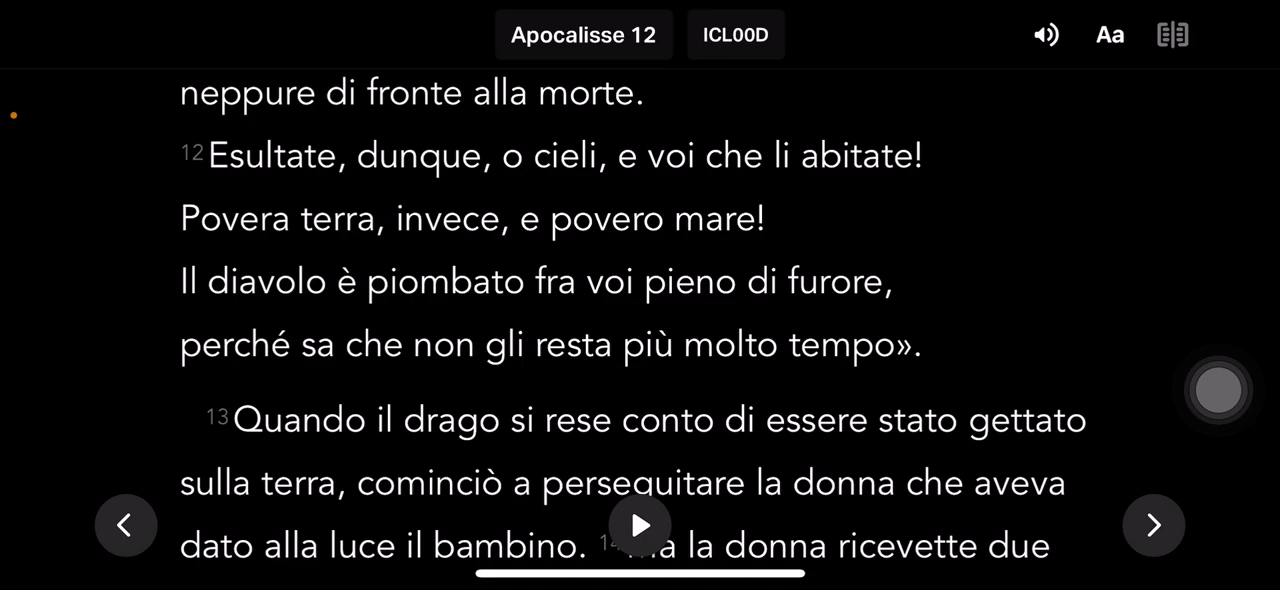 Apocalisse 12 ICL00D Aa
neppure di fronte alla morte.
12 Esultate, dunque, o cieli, e voi che li abitate!
Povera terra, invece, e povero mare!
Il diavolo è piombato fra voi pieno di furore,
perché sa che non gli resta più molto tempo».
13 Quando il drago si rese conto di essere stato gettato
sulla terra, cominciò a perseguitare la donna che aveva
dato alla luce il bambino. la donna ricevette due